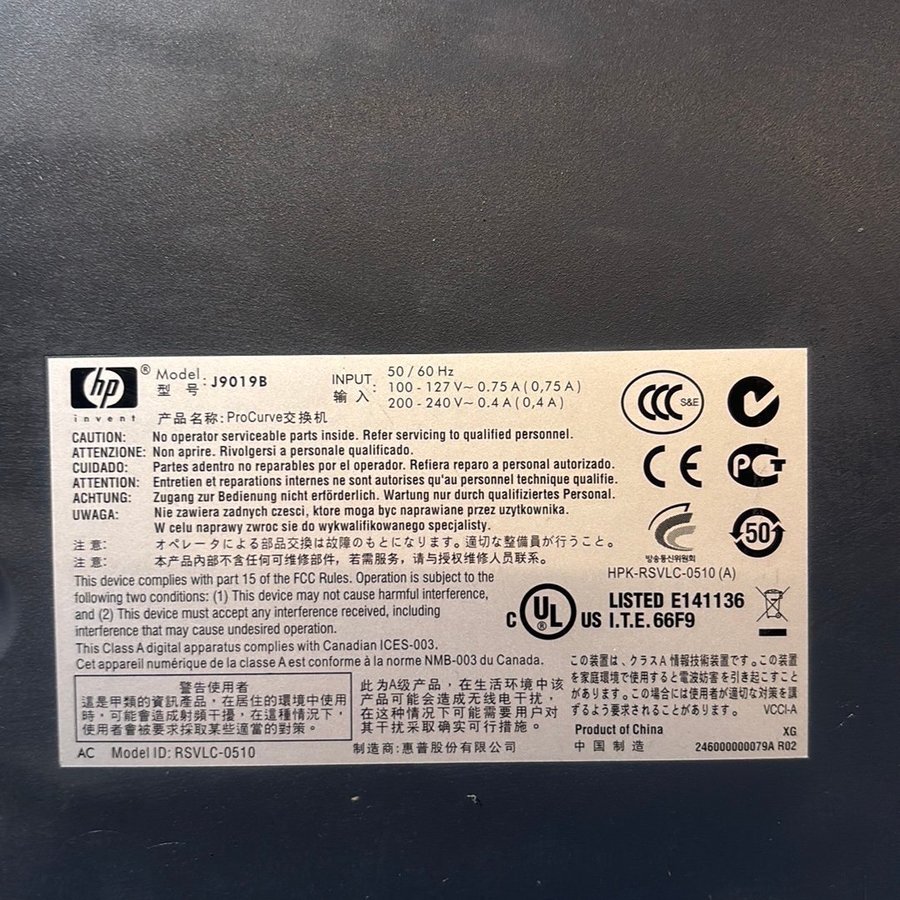 hp ®
invent
Model : J9019B
型 号
INPUT : 50 / 60 Hz
输 入 100 - 127 V~ 0.75 A ( 0,75 A )
200 - 240 V~ 0.4 A ( 0,4 A )
产品名称: ProCurve交换机
CAUTION: No operator serviceable parts inside. Refer servicing to qualified personnel.
ATTENZIONE: Non aprire. Rivolgersi a personale qualificado.
CUIDADO: Partes adentro no reparables por el operador. Refiera reparo a personal autorizado.
ATTENTION: Entretien et reparations internes ne sont autorises qu'au personnel technique qualifie.
ACHTUNG: Zugang zur Bedienung nicht erförderlich. Wartung nur durch qualifiziertes Personal.
UWAGA: Nie zawiera zadnych czesci, ktore moga byc naprawiane przez uzytkownika.
W celu naprawy zwroc sie do wykwalifikowanego specjalisty.
注 意: オペレータによる部品交換は故障のもとになります。適切な整備員が行うこと。
注 意: 本产品内部不含任何可维修部件，若需服务，请与授权维修人员联系。
CCC S&E
CE
PCT
방송통신위원회
50
HPK-RSVLC-0510 (A)
This device complies with part 15 of the FCC Rules. Operation is subject to the
following two conditions: (1) This device may not cause harmful interference,
and (2) This device must accept any interference received, including
interference that may cause undesired operation.
This Class A digital apparatus complies with Canadian ICES-003.
Cet appareil numérique de la classe A est conforme à la norme NMB-003 du Canada.
C UL ® US LISTED E141136
I.T.E. 66F9
警告使用者
這是甲類的資訊產品，在居住的環境中使用
時，可能會造成射頻干擾，在這種情況下，
使用者會被要求採取某些適當的對策。
此为A级产品，在生活环境中该
产品可能会造成无线电干扰，
在这种情况下可能需要用户对
其干扰采取确实可行措施。
この装置は、クラスA 情報技術装置です。この装置
を家庭環境で使用すると電波妨害を引き起こすこと
があります。この場合には使用者が適切な対策を講
ずるよう要求されることがあります。 VCCI-A
AC Model ID: RSVLC-0510
制造商: 惠普股份有限公司
Product of China XG
中 国 制 造 246000000079A R02